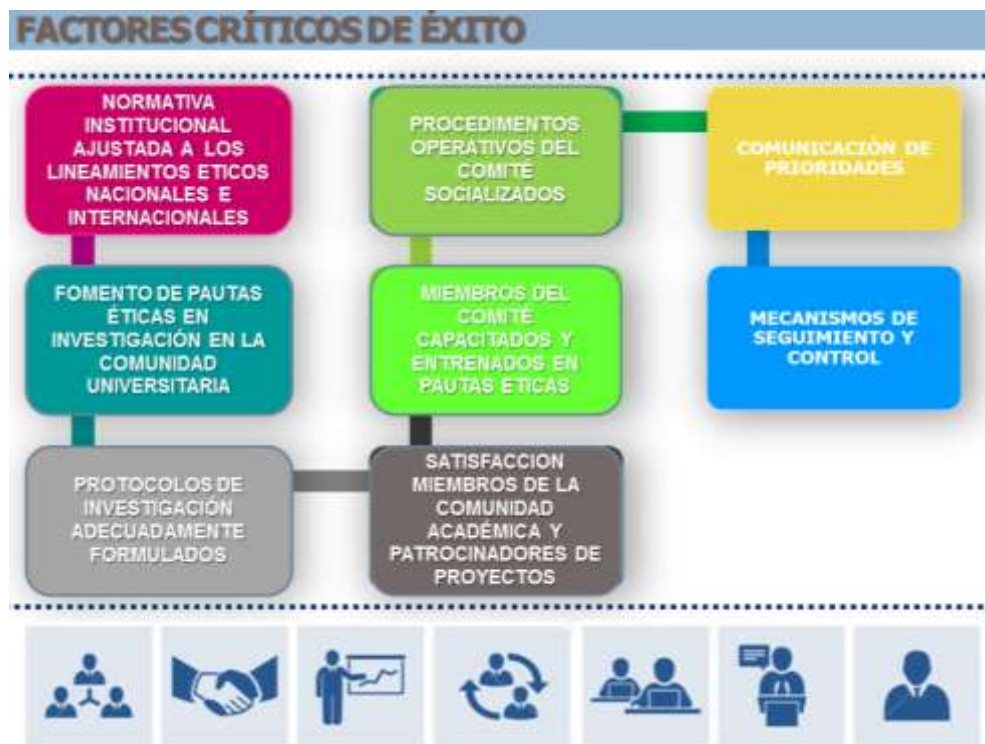 FACTORES CRÍTICOS DE ÉXITO
NORMATIVA
INSTITUCIONAL
AJUSTADA A LOS
LINEAMIENTOS ETICOS
NACIONALES E
INTERNACIONALES
FOMENTO DE PAUTAS
ÉTICAS EN
INVESTIGACIÓN EN LA
COMUNIDAD
UNIVERSITARIA
PROTOCOLOS DE
INVESTIGACIÓN
ADECUADAMENTE
FORMULADOS
SATISFACCION
MIEMBROS DE LA
COMUNIDAD
ACADÉMICA Y
PATROCINADORES DE
PROYECTOS
MIEMBROS DEL
COMITÉ
CAPACITADOS Y
ENTRENADOS EN
PAUTAS ETICAS
PROCEDIMENTOS
OPERATIVOS DEL
COMITÉ
SOCIALIZADOS
COMUNICACIÓN DE
PRIORIDADES
MECANISMOS DE
SEGUIMIENTO Y
CONTROL